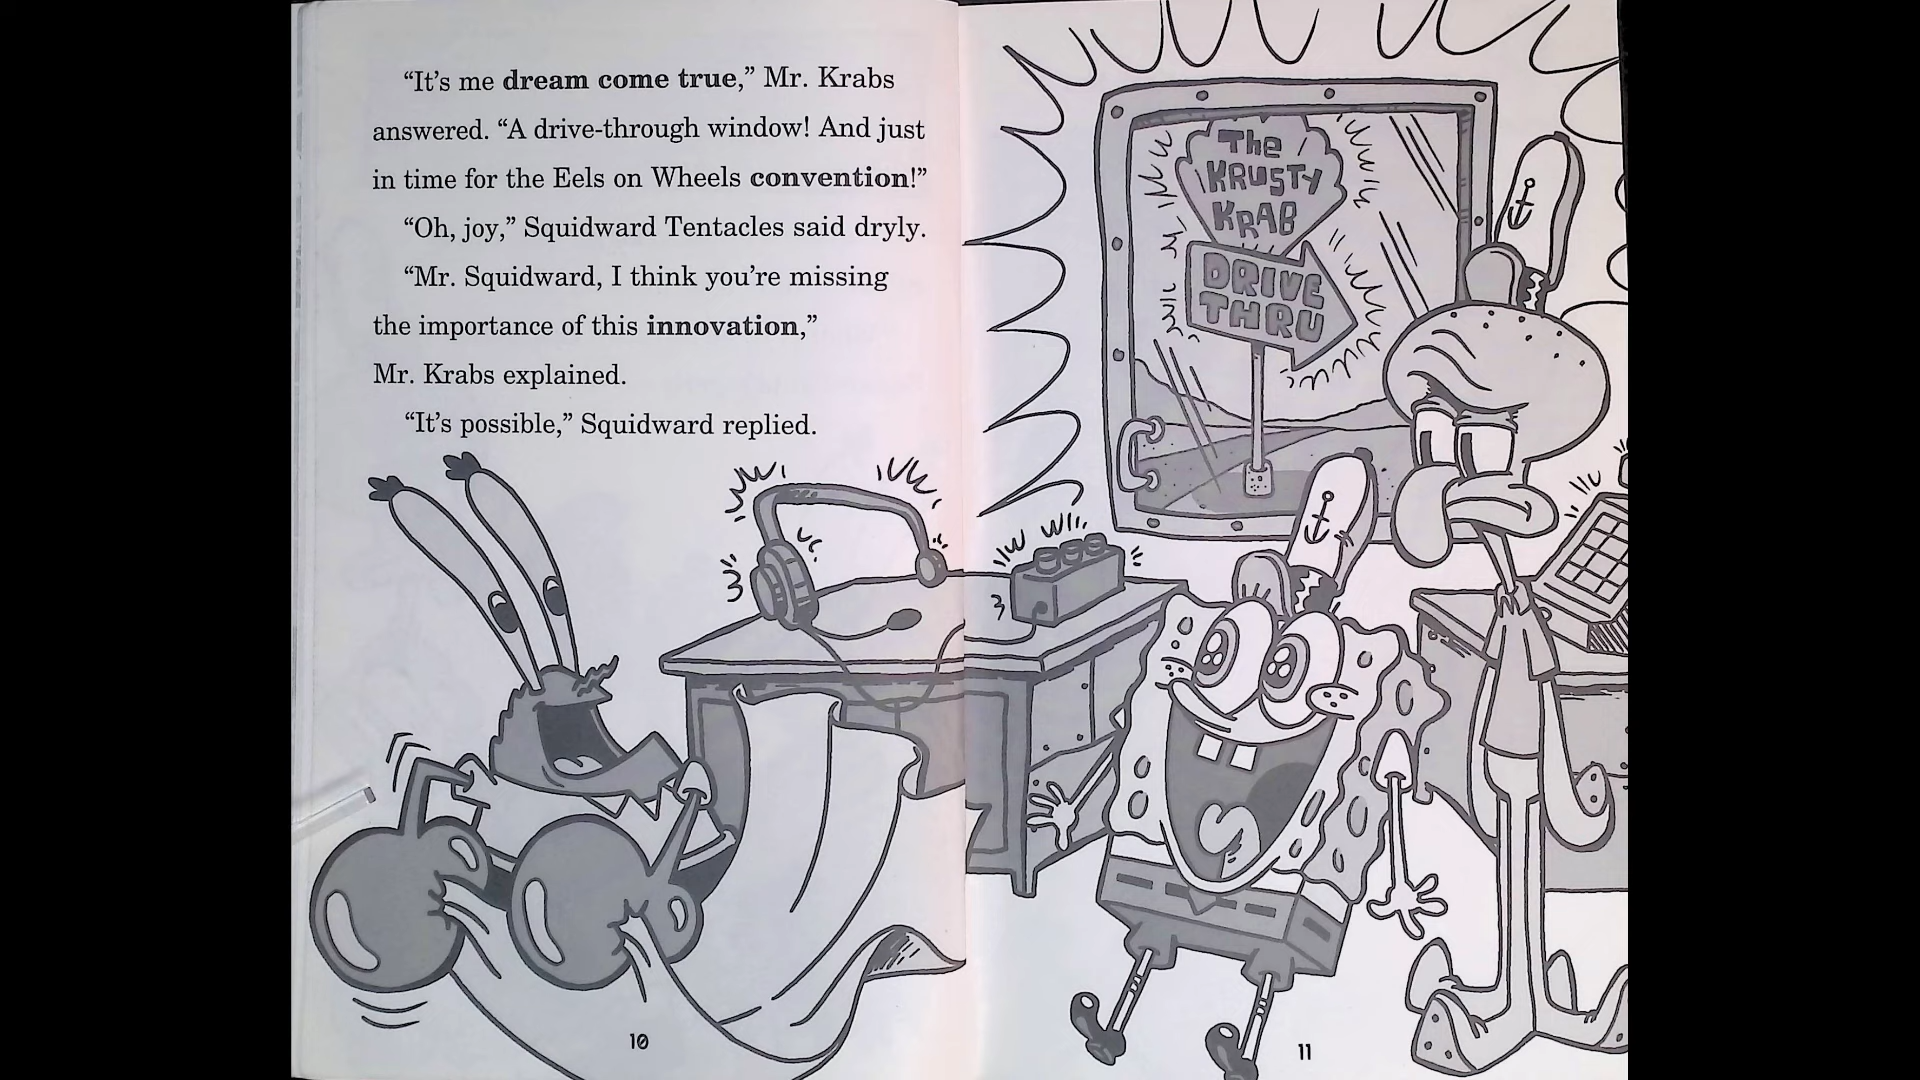 “It’s me dream come true,” Mr. Krabs
answered. “A drive-through window! And just
in time for the Eels on Wheels convention!”
“Oh, joy,” Squidward Tentacles said dryly.
“Mr. Squidward, I think you’re missing
the importance of this innovation,”
Mr. Krabs explained.
“It’s possible,” Squidward replied.
10
The
KRUSTY
KRAB
DRIVE
THRU
11